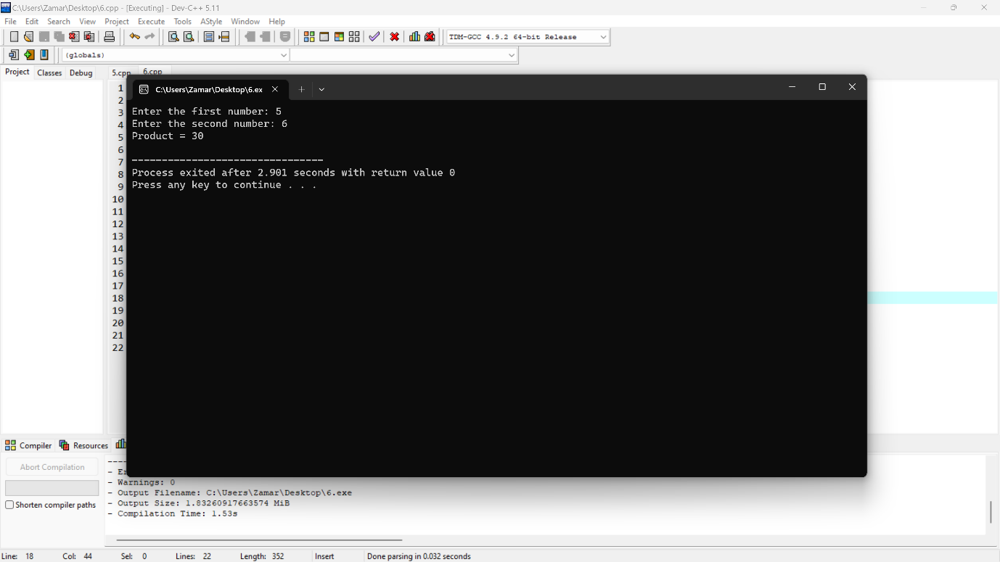 C:\Users\Zamar\Desktop\6.cpp - [Executing] - Dev-C++ 5.11
File Edit Search View Project Execute Tools AStyle Window Help
TDM-GCC 4.9.2 64-bit Release
(globals)
Project Classes Debug 5.cpp 6.cpp
C:\Users\Zamar\Desktop\6.ex
1
2
3
4
5
6
7
8
9
10
11
12
13
14
15
16
17
18
19
20
21
22
Enter the first number: 5
Enter the second number: 6
Product = 30
--------------------------------
Process exited after 2.901 seconds with return value 0
Press any key to continue . . .
Compiler Resources
Abort Compilation
Shorten compiler paths
- Warnings: 0
- Output Filename: C:\Users\Zamar\Desktop\6.exe
- Output Size: 1.83260917663574 MiB
- Compilation Time: 1.53s
Line: 18 Col: 44 Sel: 0 Lines: 22 Length: 352 Insert Done parsing in 0.032 seconds